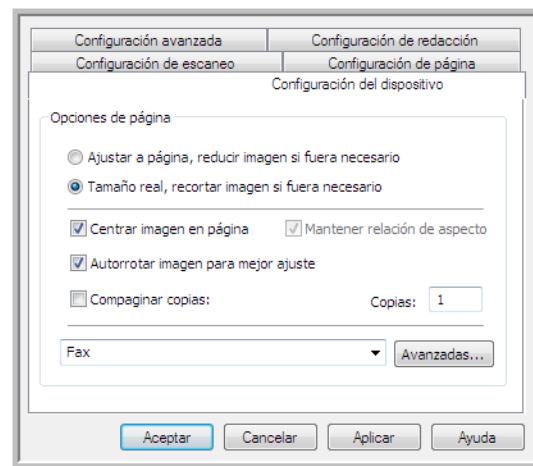 Configuración avanzada
Configuración de redacción
Configuración de escaneo
Configuración de página
Configuración del dispositivo
Opciones de página
Ajustar a página, reducir imagen si fuera necesario
Tamaño real, recortar imagen si fuera necesario
Centrar imagen en página
Mantener relación de aspecto
Autorrotar imagen para mejor ajuste
Compaginar copias:
Copias: 1
Fax
Avanzadas...
Aceptar
Cancelar
Aplicar
Ayuda